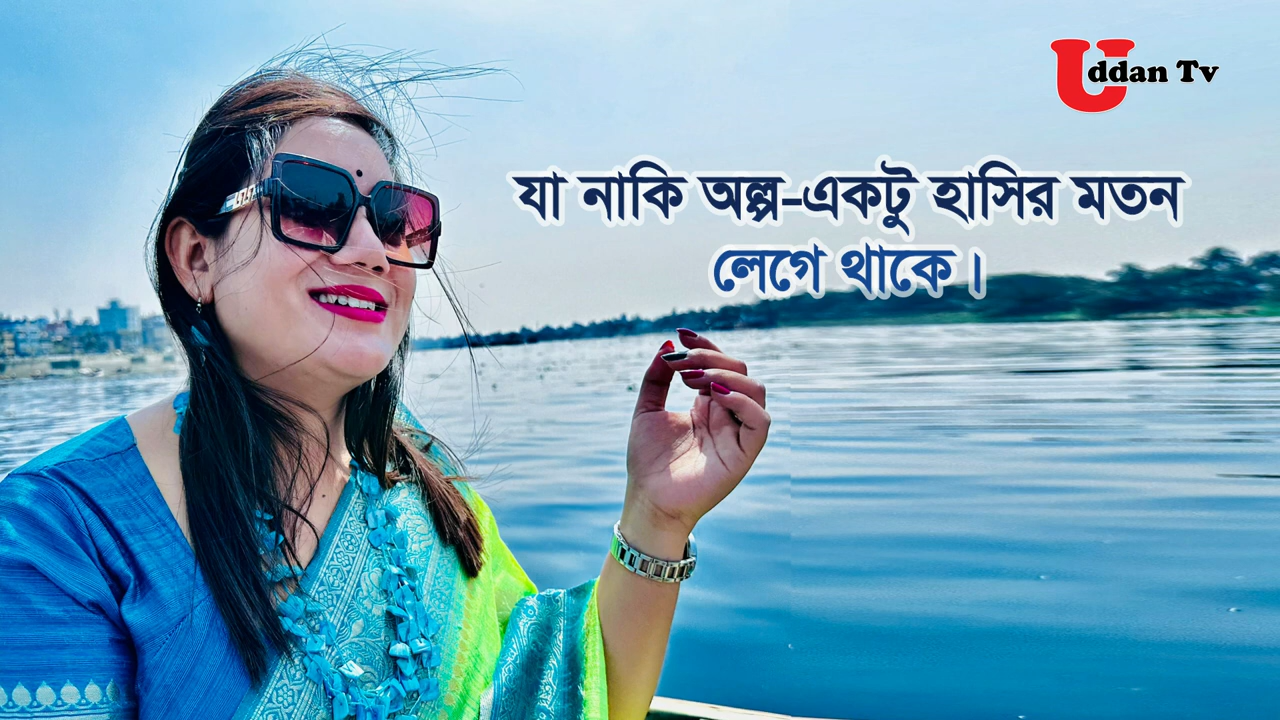 Uddan Tv
যা নাকি অল্প-একটু হাসির মতন
লেগে থাকে।